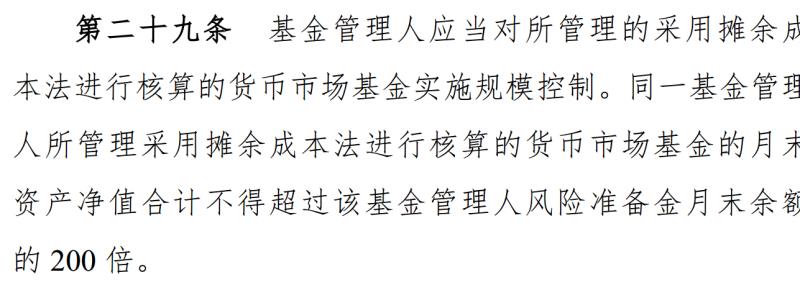 第二十九条 基金管理人应当对所管理的采用摊余成
本法进行核算的货币市场基金实施规模控制。同一基金管理
人所管理采用摊余成本法进行核算的货币市场基金的月末
资产净值合计不得超过该基金管理人风险准备金月末余额
的 200 倍。